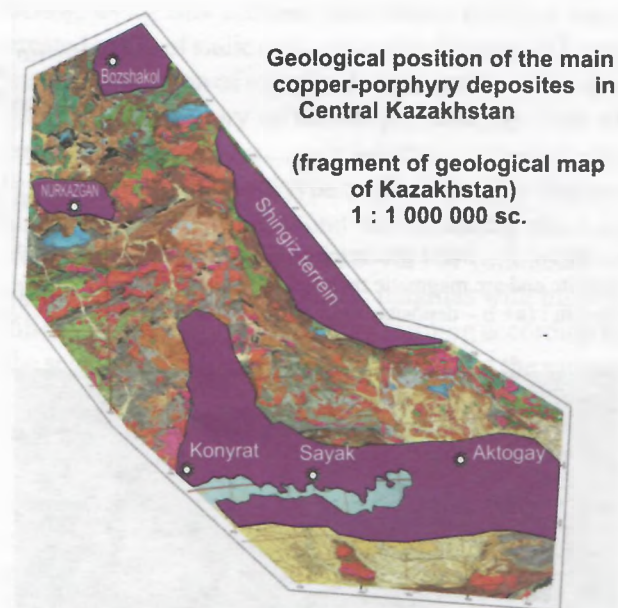 Geological position of the main
copper-porphyry deposites in
Central Kazakhstan
(fragment of geological map
of Kazakhstan)
1 : 1 000 000 sc.
Bozshakol
NURKAZGAN
Shingiz terrein
Konyrat
Sayak
Aktogay